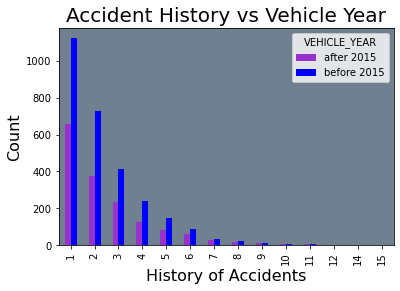 Accident History vs Vehicle Year
VEHICLE_YEAR
after 2015
before 2015
1000
800
600
400
200
0
Count
1 2 3 4 5 6 7 8 9 10 11 12 14 15
History of Accidents